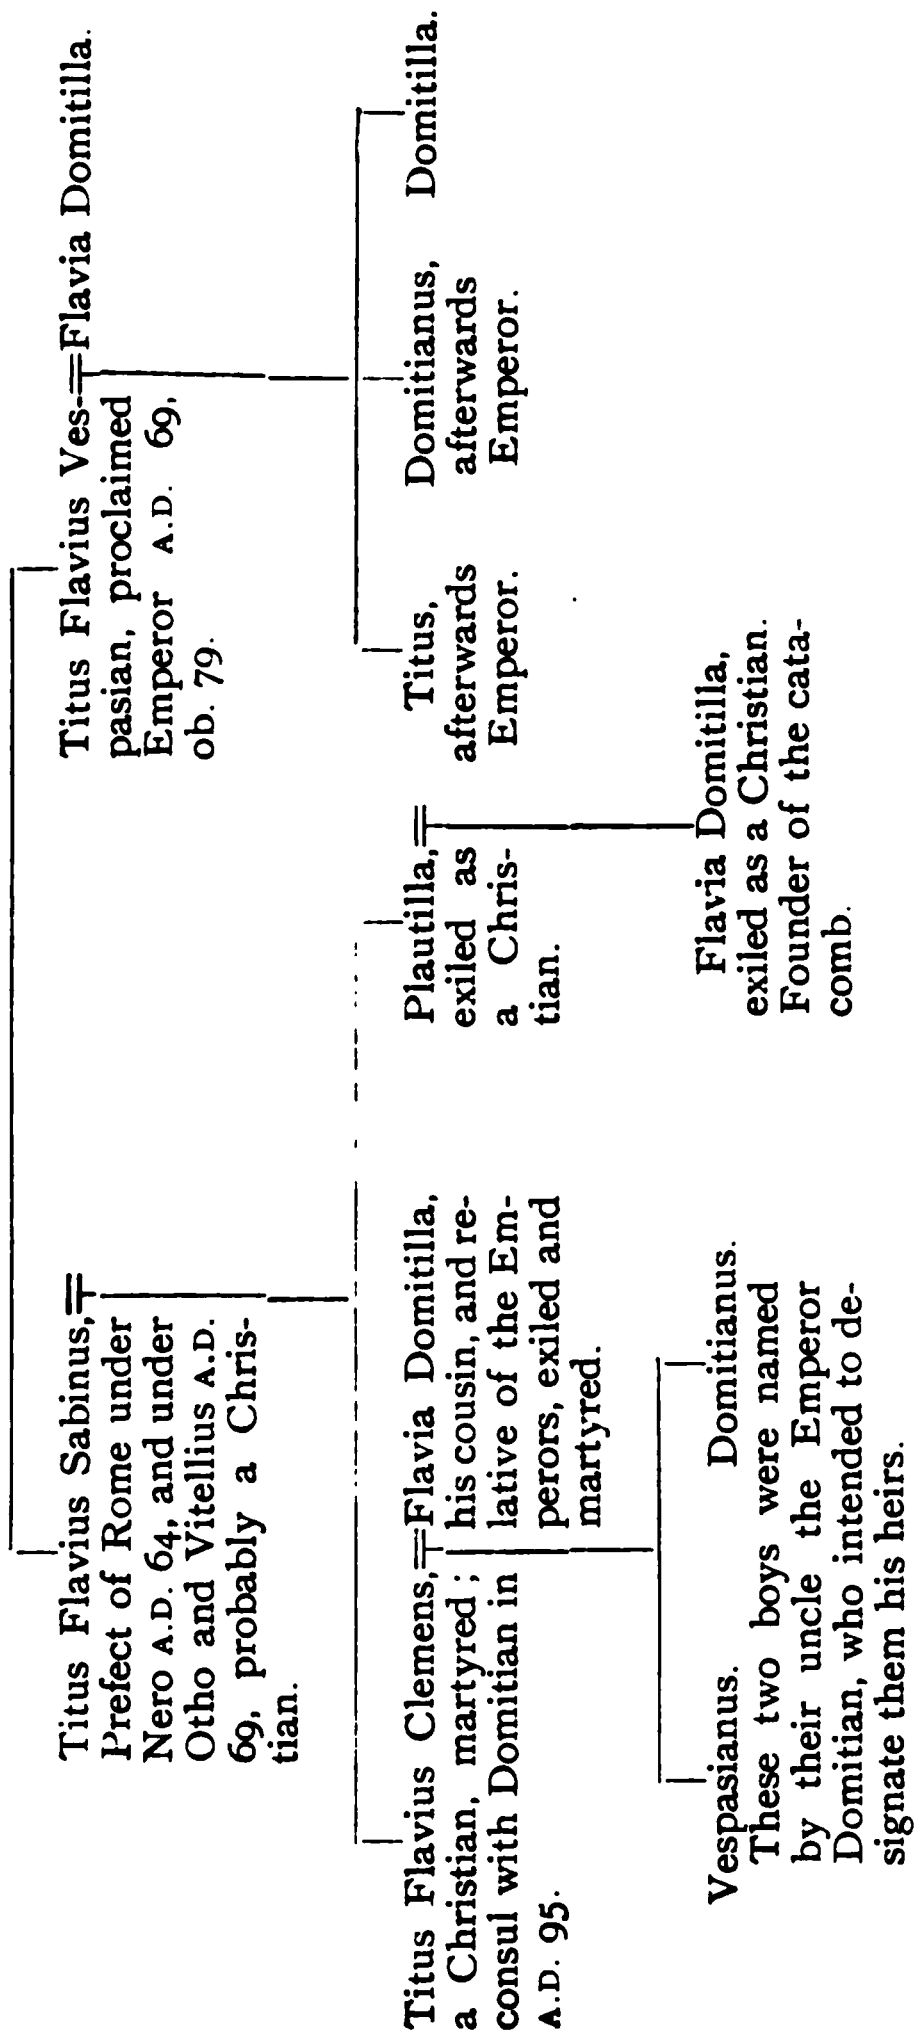 Titus Flavius Sabinus,
Prefect of Rome under
Nero A.D. 64, and under
Otho and Vitellius A.D.
69, probably a Chris-
tian.
Titus Flavius Ves-
pasian, proclaimed
Emperor A.D. 69,
ob. 79.
Flavia Domitilla.
Titus Flavius Clemens,
a Christian, martyred ;
consul with Domitian in
A.D. 95.
Flavia Domitilla,
his cousin, and re-
lative of the Em-
perors, exiled and
martyred.
Plautilla,
exiled as
a Chris-
tian.
Titus,
afterwards
Emperor.
Domitianus,
afterwards
Emperor.
Domitilla.
Vespasianus.
Domitianus.
These two boys were named
by their uncle the Emperor
Domitian, who intended to de-
signate them his heirs.
Flavia Domitilla,
exiled as a Christian.
Founder of the cata-
comb.